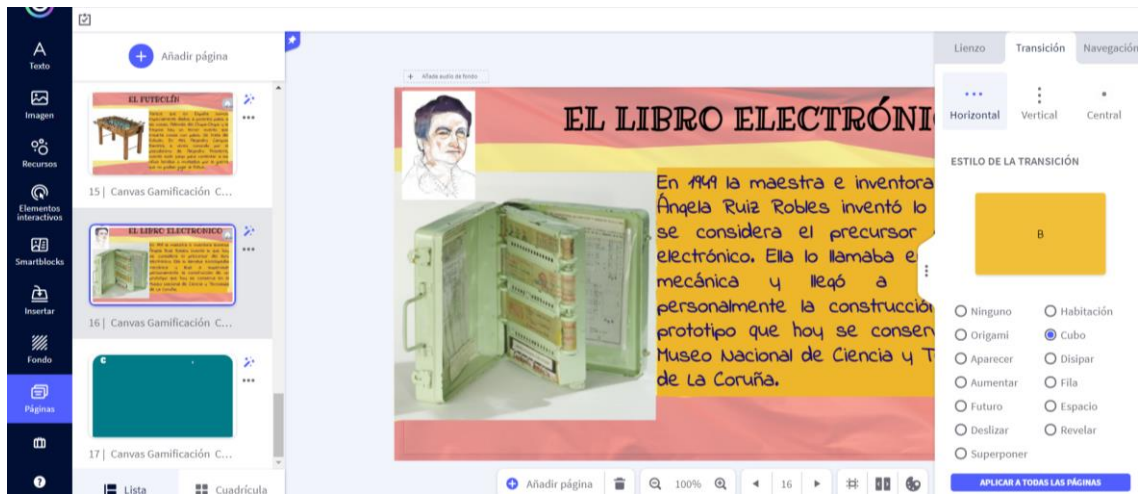 Texto
Imagen
Recursos
Elementos
interactivos
Smartblocks
Insertar
Fondo
Páginas
Añadir página
EL FUTBOLÍN
15 | Canvas Gamificación C...
EL LIBRO ELECTRÓNICO
16 | Canvas Gamificación C...
C
17 | Canvas Gamificación C...
Lista
Cuadrícula
+ Añade audio de fondo
EL LIBRO ELECTRÓNI
En 1949 la maestra e inventora
Ángela Ruiz Robles inventó lo
se considera el precursor
electrónico. Ella lo llamaba e
mecánica y llegó a
personalmente la construcción
prototipo que hoy se conser
Museo Nacional de Ciencia y T
de La Coruña.
Añadir página
100%
16
Lienzo
Transición
Navegación
Horizontal
Vertical
Central
ESTILO DE LA TRANSICIÓN
B
Ninguno
Habitación
Origami
Cubo
Aparecer
Disipar
Aumentar
Fila
Futuro
Espacio
Deslizar
Revelar
Superponer
APLICAR A TODAS LAS PÁGINAS